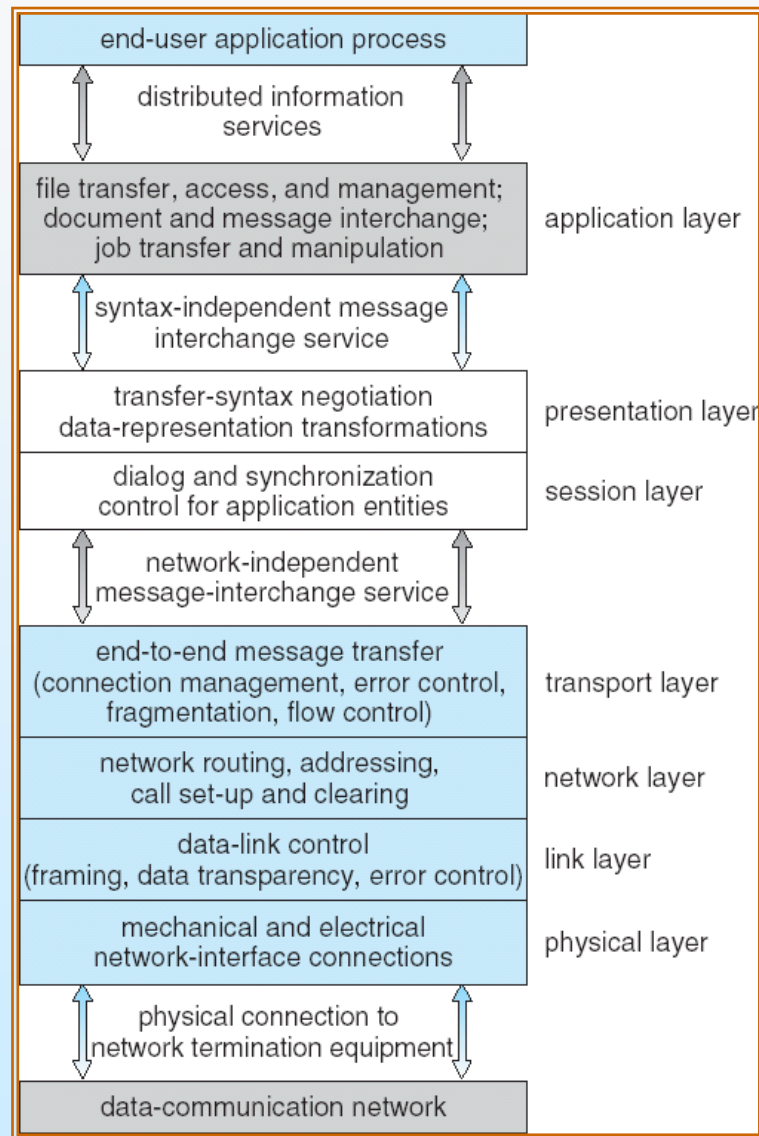 end-user application process
distributed information
services
file transfer, access, and management;
document and message interchange;
job transfer and manipulation
application layer
syntax-independent message
interchange service
transfer-syntax negotiation
data-representation transformations
presentation layer
dialog and synchronization
control for application entities
session layer
network-independent
message-interchange service
end-to-end message transfer
(connection management, error control,
fragmentation, flow control)
transport layer
network routing, addressing,
call set-up and clearing
network layer
data-link control
(framing, data transparency, error control)
link layer
mechanical and electrical
network-interface connections
physical layer
physical connection to
network termination equipment
data-communication network